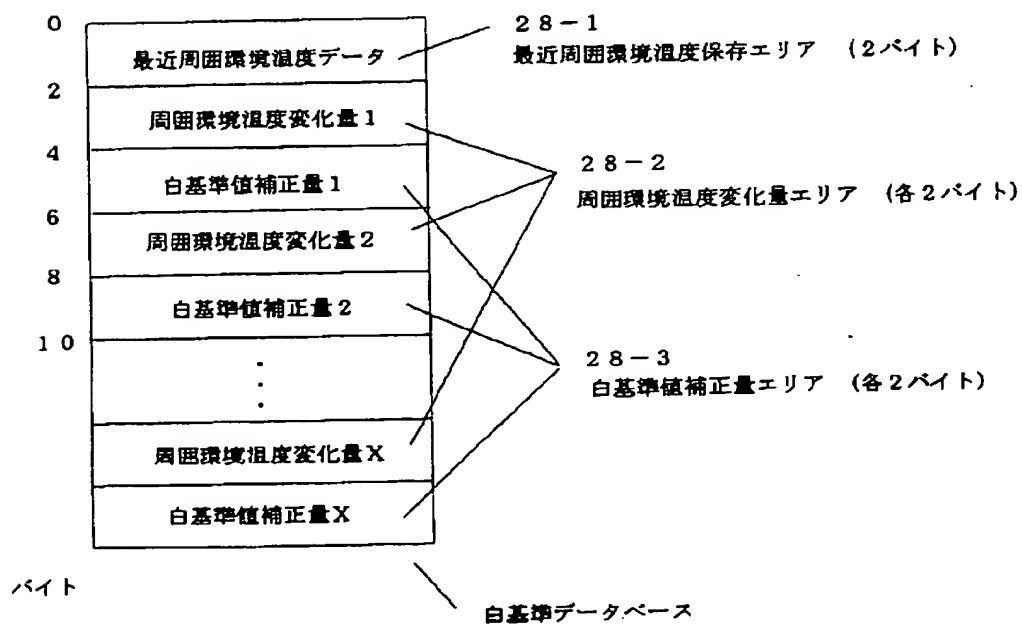 0
最近周囲環境温度データ
28-1
最近周囲環境温度保存エリア (2バイト)
2
周囲環境温度変化量1
4
白基準値補正量1
28-2
周囲環境温度変化量エリア (各2バイト)
6
周囲環境温度変化量2
8
白基準値補正量2
10
28-3
白基準値補正量エリア (各2バイト)
周囲環境温度変化量X
白基準値補正量X
バイト
白基準データベース